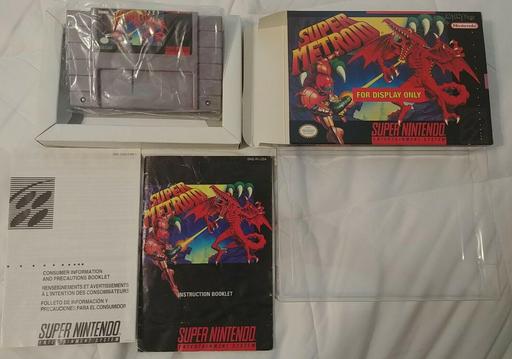 SUPER
METROID
Nintendo
FOR DISPLAY ONLY
SUPER NINTENDO
ENTERTAINMENT SYSTEM
CONSUMER INFORMATION
AND PRECAUTIONS BOOKLET
RENSEIGNEMENTS ET AVERTISSEMENTS
À L'INTENTION DES CONSOMMATEURS
FOLLETO DE INFORMACIÓN Y
PRECAUCIONES PARA EL CONSUMIDOR
SUPER NINTENDO
ENTERTAINMENT SYSTEM
SUPER
METROID
INSTRUCTION BOOKLET
SUPER NINTENDO
ENTERTAINMENT SYSTEM